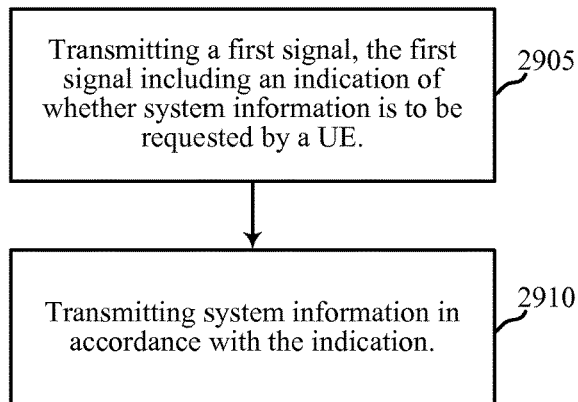 Transmitting a first signal, the first
signal including an indication of
whether system information is to be
requested by a UE.
2905
Transmitting system information in
accordance with the indication.
2910